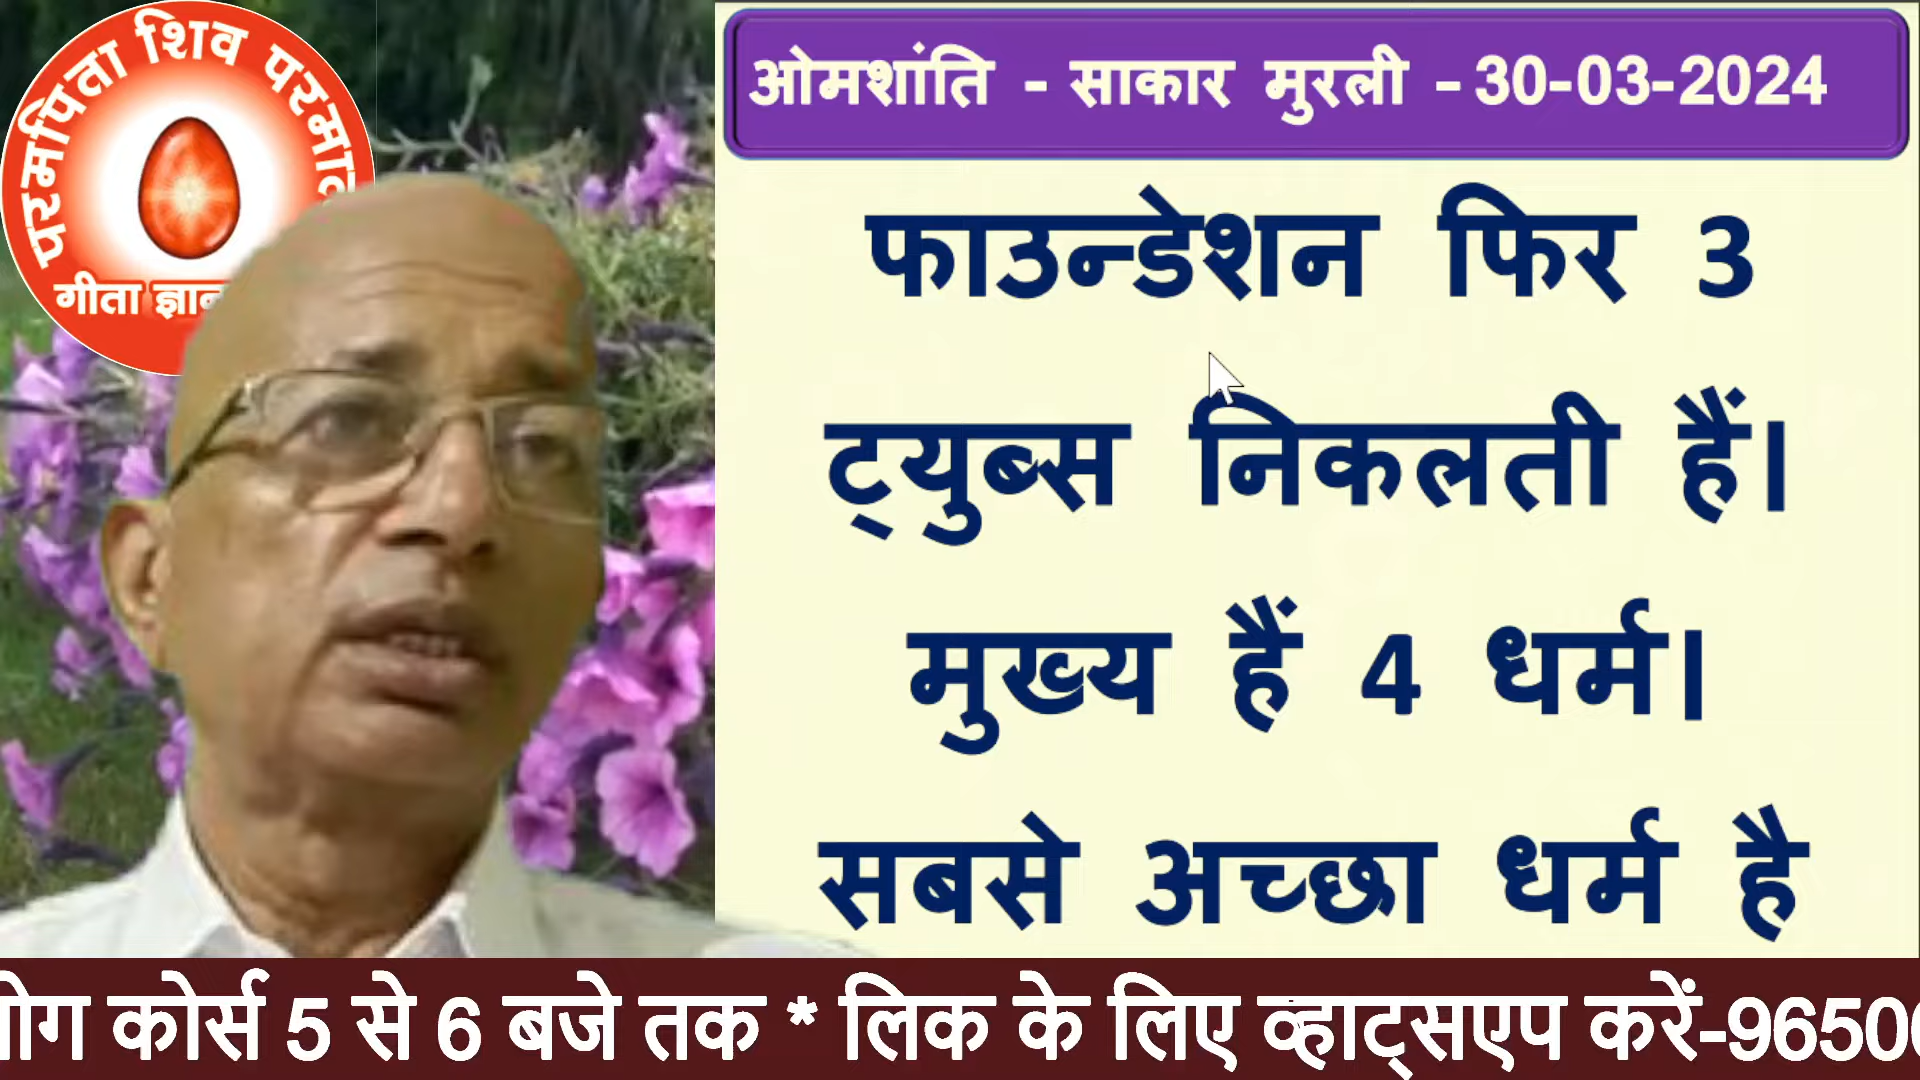 परमपिता शिव
गीता
ओमशांति - साकार मुरली - 30-03-2024
फाउन्डेशन फिर 3
ट्युब्स निकलती हैं।
मुख्य हैं 4 धर्म।
सबसे अच्छा धर्म है
कोर्स 5 से 6 बजे तक * लिक के लिए व्हाट्सएप करें-9650